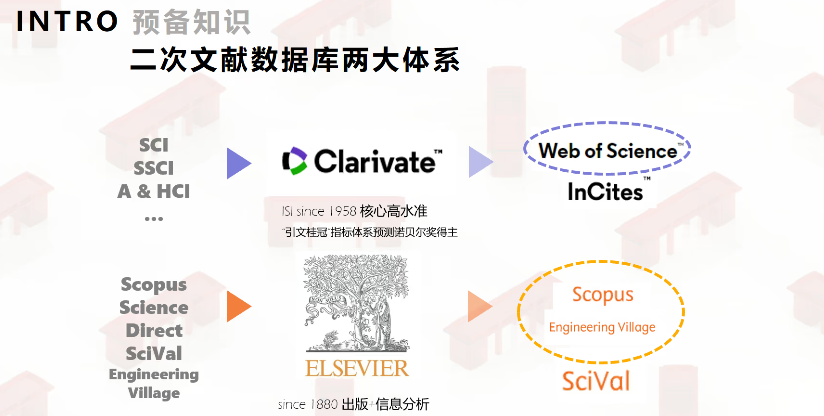 INTRO 预备知识
二次文献数据库两大体系
SCI
SSCI
A & HCI
...
Clarivate™
ISI since 1958 核心高水准
“引文桂冠”指标体系预测诺贝尔奖得主
Web of Science™
InCites™
Scopus
Science
Direct
SciVal
Engineering
Village
ELSEVIER
since 1880 出版+信息分析
Scopus
Engineering Village
SciVal